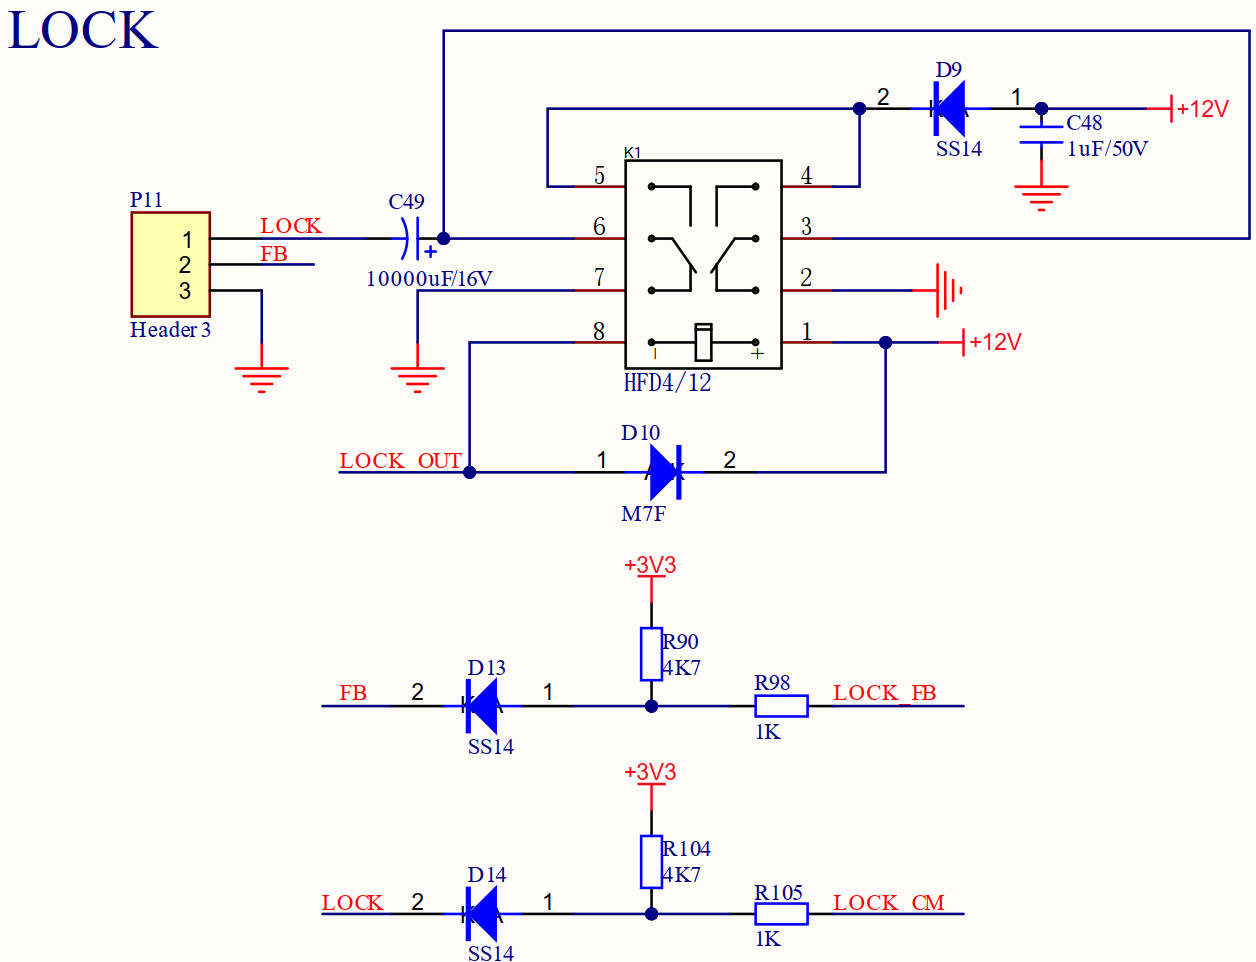 LOCK
D9
2
1
+12V
C48
1uF/50V
SS14
K1
5
4
P11
C49
1
LOCK
6
3
2
FB
+
3
10000uF/16V
7
2
Header 3
8
1
+12V
-
+
HFD4/12
D10
LOCK_OUT
1
2
A
K
M7F
+3V3
R90
4K7
D13
FB
2
1
R98
LOCK_FB
K
A
SS14
1K
+3V3
R104
4K7
D14
LOCK
2
1
R105
LOCK_CM
K
A
SS14
1K